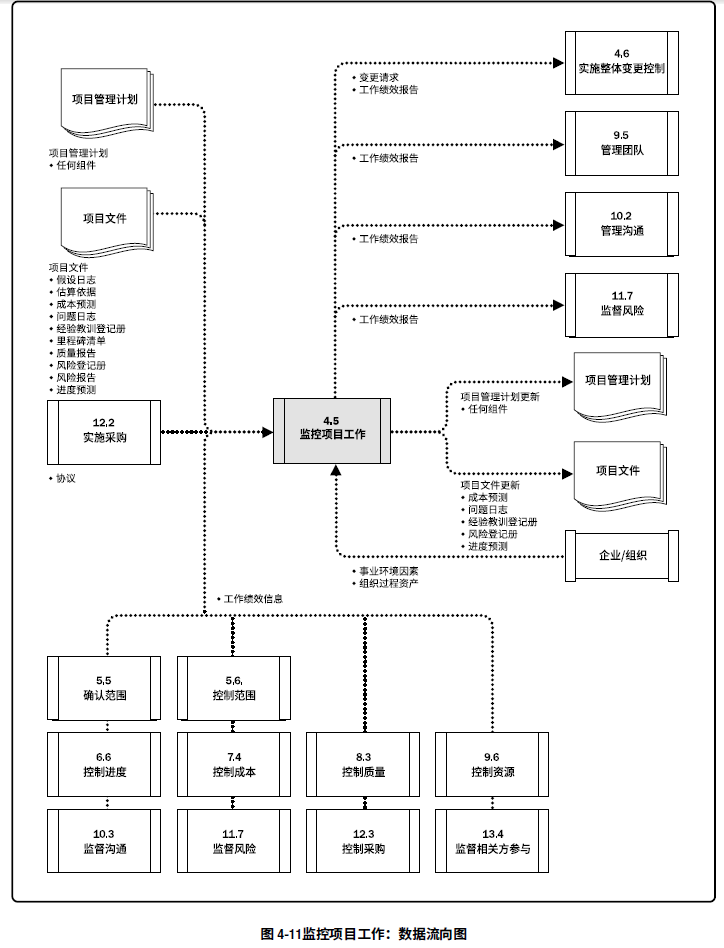 项目管理计划
项目管理计划
• 任何组件
项目文件
项目文件
• 假设日志
• 估算依据
• 成本预测
• 问题日志
• 经验教训登记册
• 里程碑清单
• 质量报告
• 风险登记册
• 风险报告
• 进度预测
12.2
实施采购
• 协议
4.5
监控项目工作
• 变更请求
• 工作绩效报告
4.6
实施整体变更控制
• 工作绩效报告
9.5
管理团队
• 工作绩效报告
10.2
管理沟通
• 工作绩效报告
11.7
监督风险
项目管理计划更新
• 任何组件
项目管理计划
项目文件更新
• 成本预测
• 问题日志
• 经验教训登记册
• 风险登记册
• 进度预测
项目文件
企业/组织
• 事业环境因素
• 组织过程资产
• 工作绩效信息
5.5
确认范围
5.6.
控制范围
6.6
控制进度
7.4
控制成本
8.3
控制质量
9.6
控制资源
10.3
监督沟通
11.7
监督风险
12.3
控制采购
13.4
监督相关方参与
图 4-11监控项目工作：数据流向图